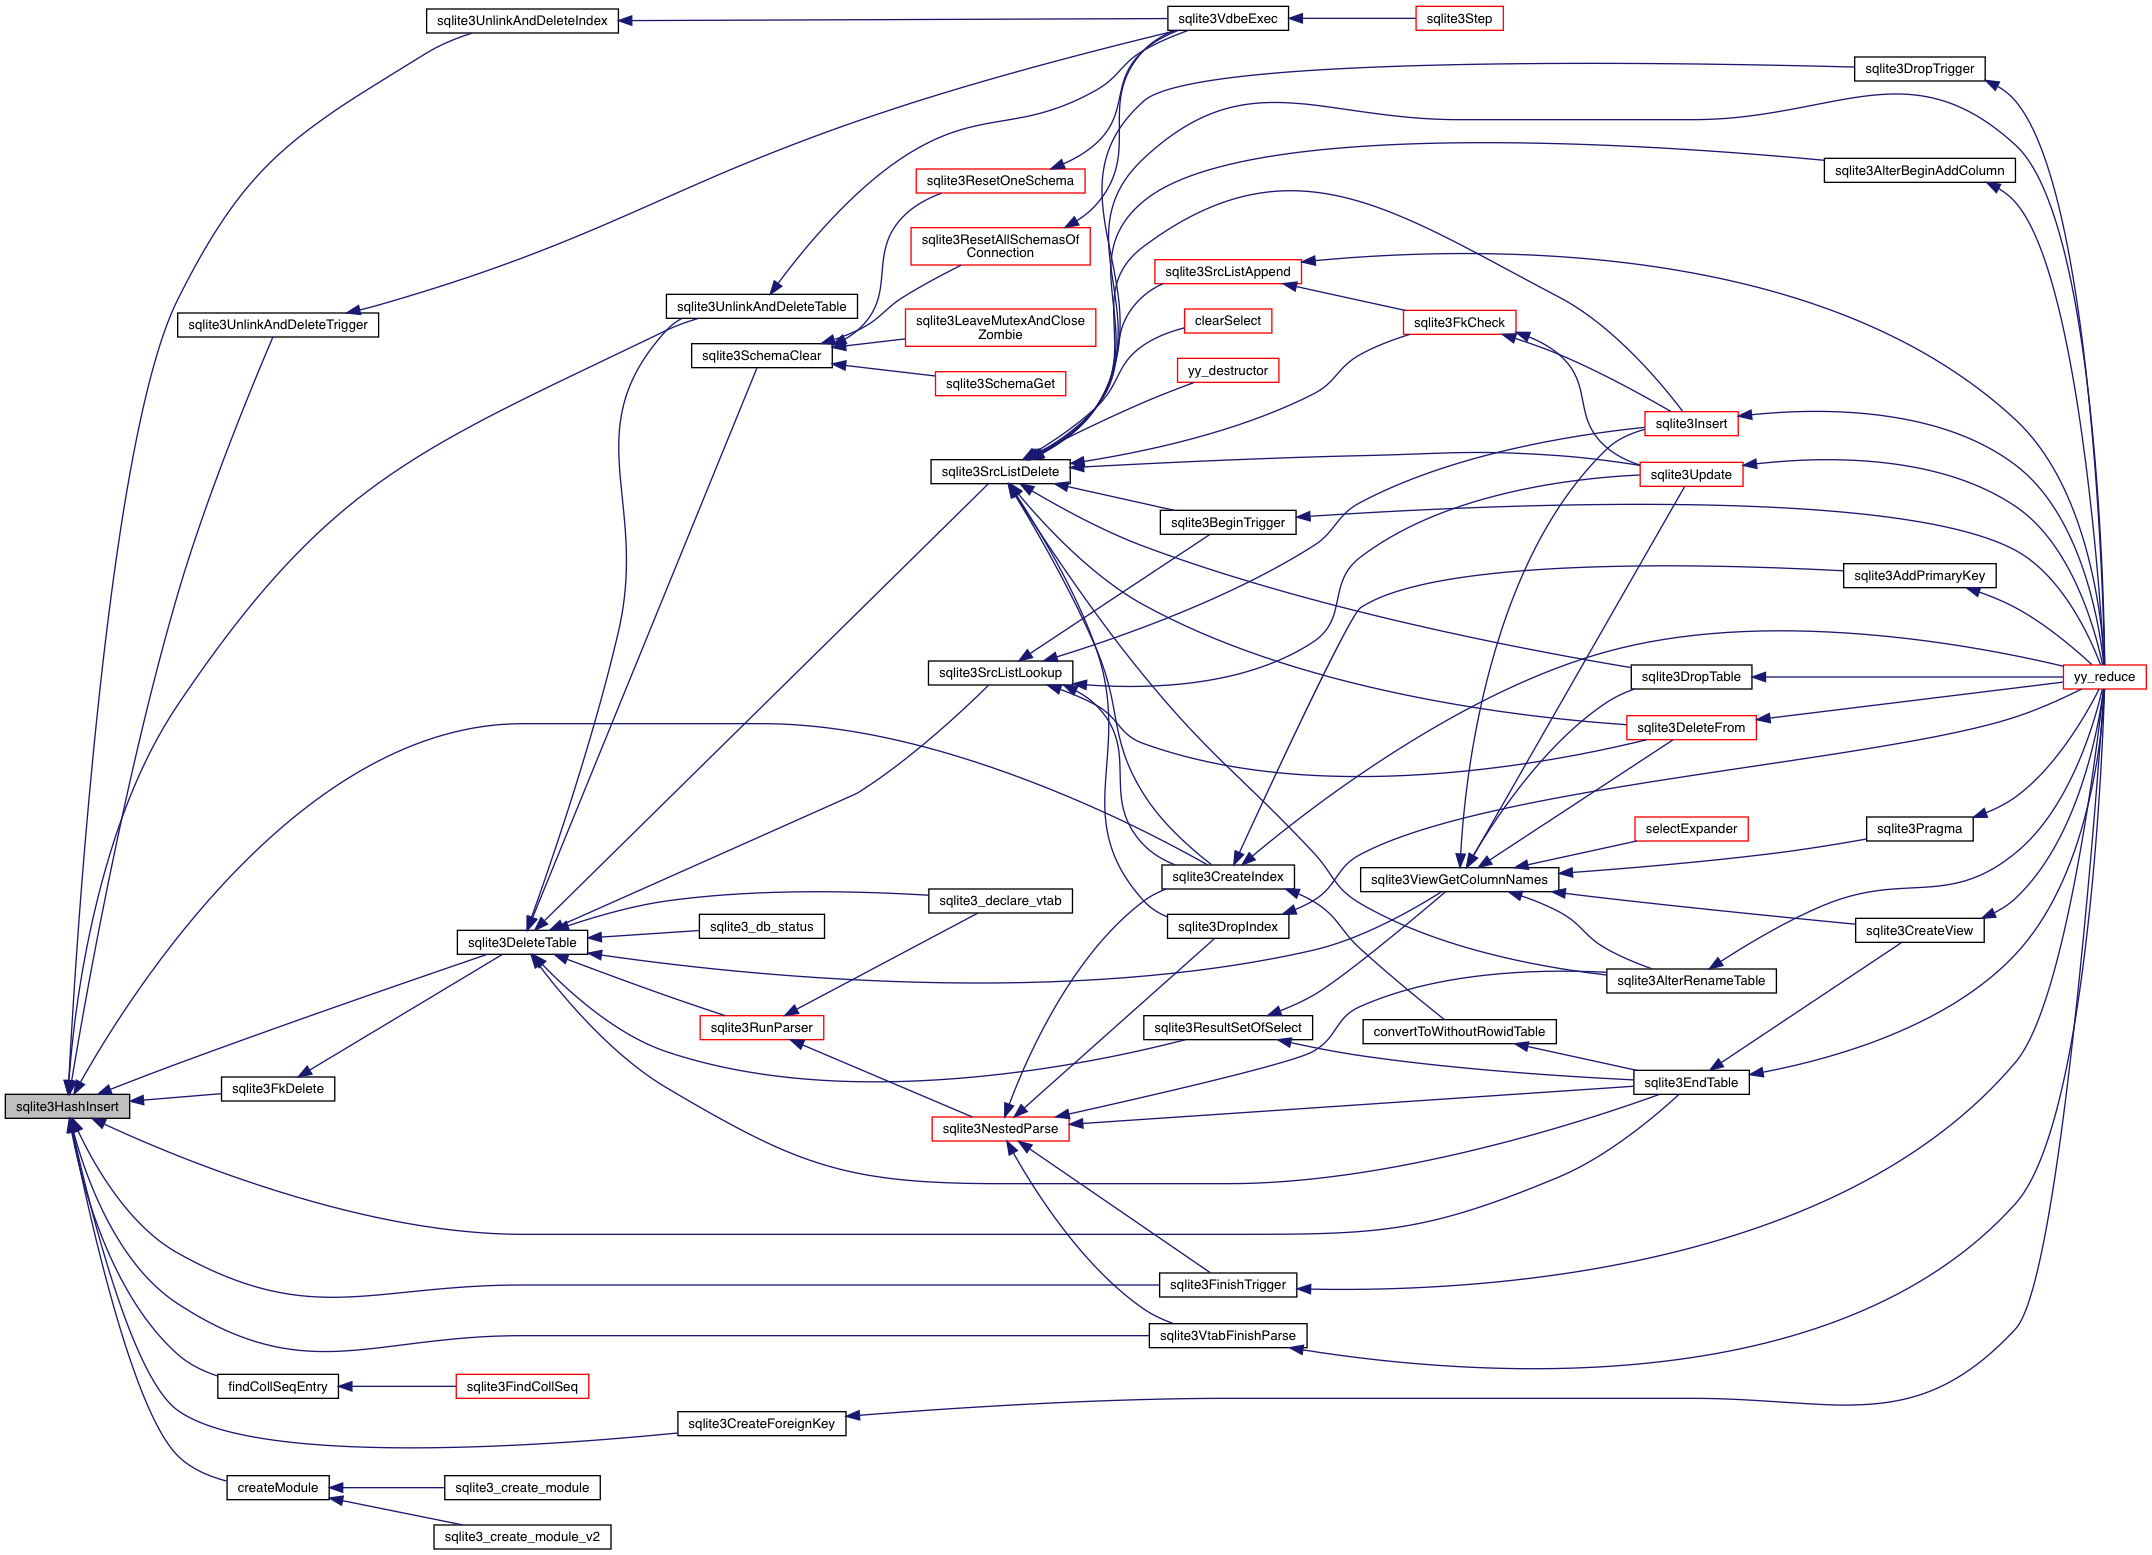 sqlite3UnlinkAndDeleteIndex
sqlite3VdbeExec
sqlite3Step
sqlite3DropTrigger
sqlite3AlterBeginAddColumn
sqlite3ResetOneSchema
sqlite3ResetAllSchemasOf
Connection
sqlite3SrcListAppend
sqlite3UnlinkAndDeleteTable
sqlite3UnlinkAndDeleteTrigger
sqlite3LeaveMutexAndClose
Zombie
clearSelect
sqlite3FkCheck
sqlite3SchemaClear
yy_destructor
sqlite3SchemaGet
sqlite3Insert
sqlite3SrcListDelete
sqlite3Update
sqlite3BeginTrigger
sqlite3AddPrimaryKey
sqlite3SrcListLookup
sqlite3DropTable
yy_reduce
sqlite3DeleteFrom
selectExpander
sqlite3Pragma
sqlite3CreateIndex
sqlite3ViewGetColumnNames
sqlite3_declare_vtab
sqlite3_db_status
sqlite3DropIndex
sqlite3CreateView
sqlite3DeleteTable
sqlite3AlterRenameTable
sqlite3RunParser
sqlite3ResultSetOfSelect
convertToWithoutRowidTable
sqlite3EndTable
sqlite3FkDelete
sqlite3HashInsert
sqlite3NestedParse
sqlite3FinishTrigger
sqlite3VtabFinishParse
findCollSeqEntry
sqlite3FindCollSeq
sqlite3CreateForeignKey
createModule
sqlite3_create_module
sqlite3_create_module_v2